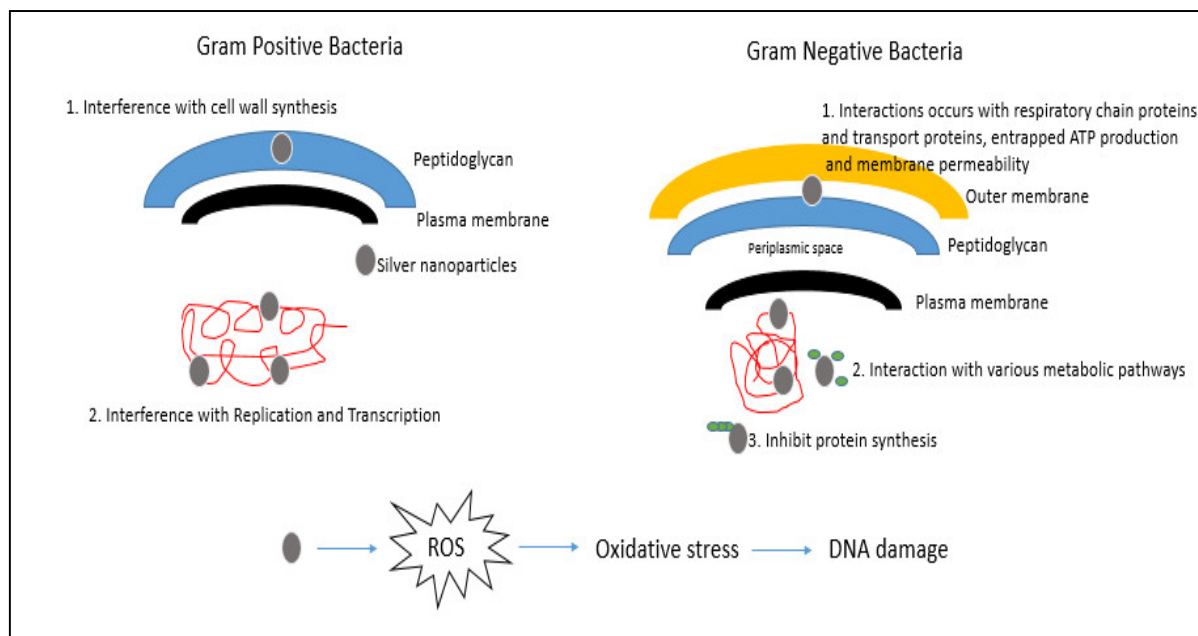 Gram Positive Bacteria
1. Interference with cell wall synthesis
Peptidoglycan
Plasma membrane
Silver nanoparticles
2. Interference with Replication and Transcription
Gram Negative Bacteria
1. Interactions occurs with respiratory chain proteins
and transport proteins, entrapped ATP production
and membrane permeability
Outer membrane
Peptidoglycan
Periplasmic space
Plasma membrane
2. Interaction with various metabolic pathways
3. Inhibit protein synthesis
ROS
Oxidative stress
DNA damage